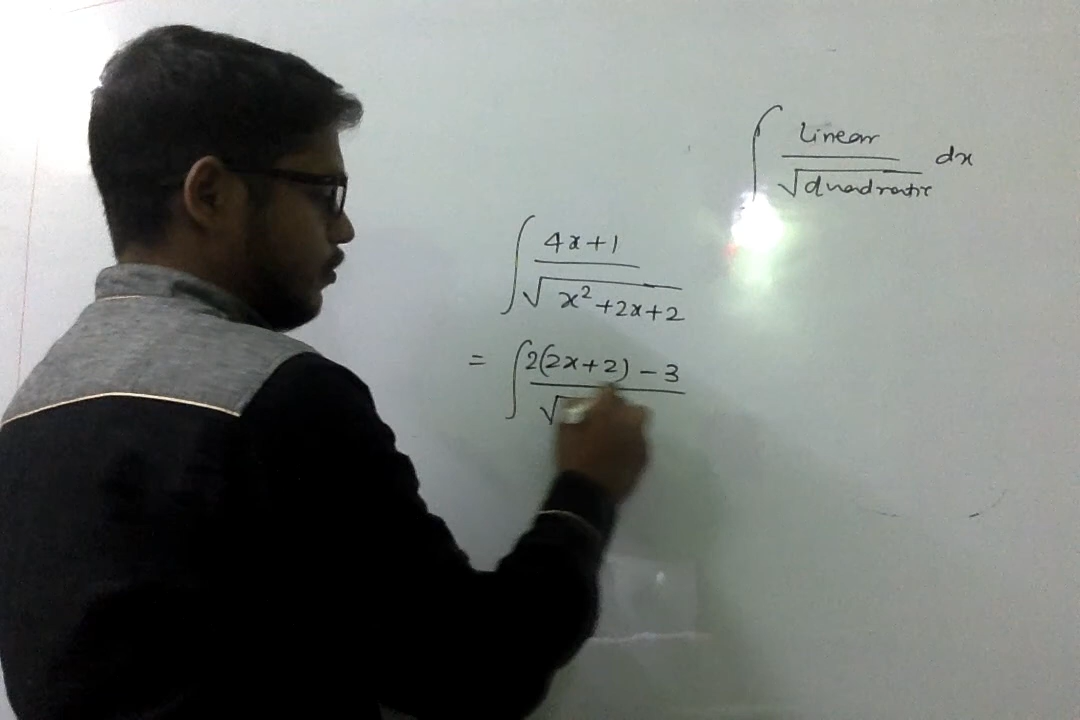 ∫ Linear / √quadratic dx
∫ 4x+1 / √x²+2x+2
= ∫ 2(2x+2) - 3 / √